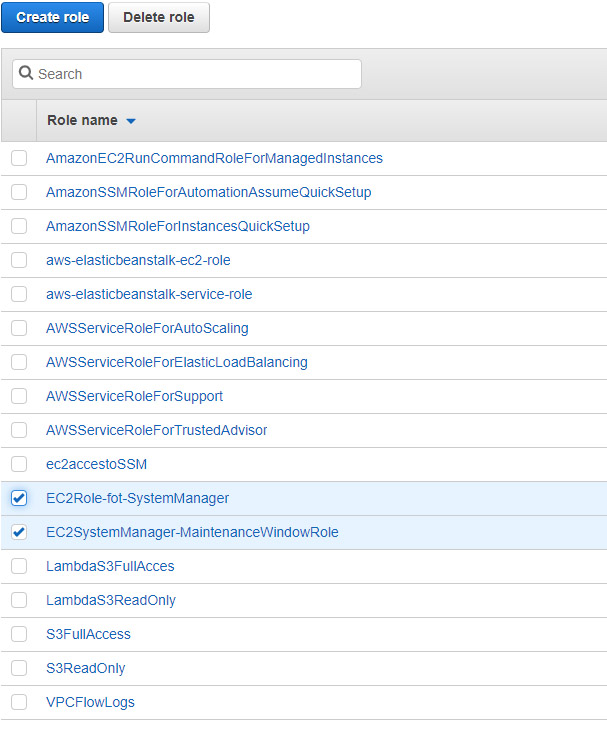 Create role Delete role
Search
Role name
AmazonEC2RunCommandRoleForManagedInstances
AmazonSSMRoleForAutomationAssumeQuickSetup
AmazonSSMRoleForInstancesQuickSetup
aws-elasticbeanstalk-ec2-role
aws-elasticbeanstalk-service-role
AWSServiceRoleForAutoScaling
AWSServiceRoleForElasticLoadBalancing
AWSServiceRoleForSupport
AWSServiceRoleForTrustedAdvisor
ec2accestoSSM
EC2Role-fot-SystemManager
EC2SystemManager-MaintenanceWindowRole
LambdaS3FullAcces
LambdaS3ReadOnly
S3FullAccess
S3ReadOnly
VPCFlowLogs